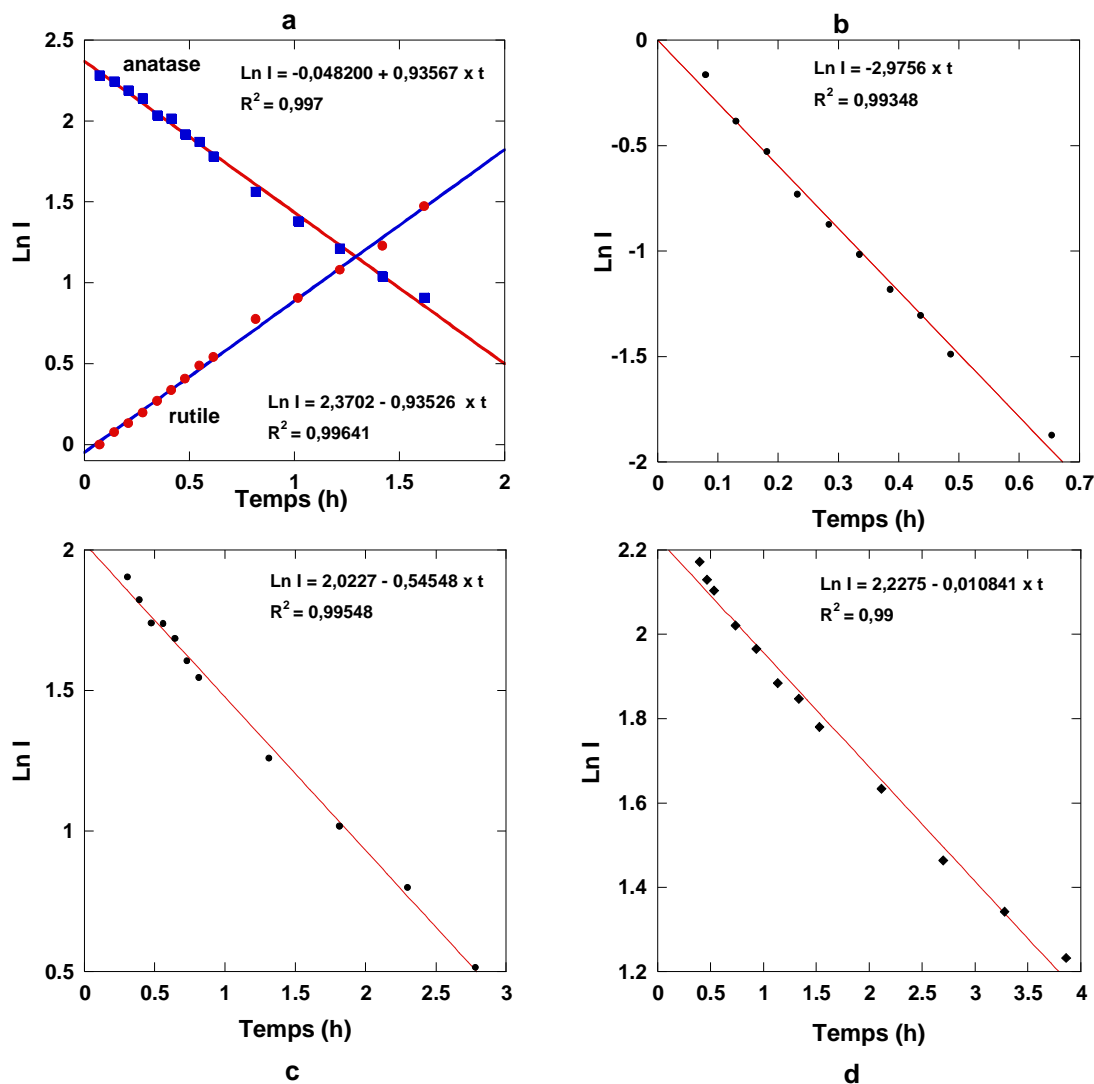 a
2.5
2
1.5
1
0.5
0
Ln I
anatase
Ln I = -0,048200 + 0,93567 x t
R2 = 0,997
rutile
Ln I = 2,3702 - 0,93526 x t
R2 = 0,99641
0 0.5 1 1.5 2
Temps (h)
b
0
-0.5
-1
-1.5
-2
Ln I
Ln I = -2,9756 x t
R2 = 0,99348
0 0.1 0.2 0.3 0.4 0.5 0.6 0.7
Temps (h)
2
1.5
1
0.5
Ln I
Ln I = 2,0227 - 0,54548 x t
R2 = 0,99548
0 0.5 1 1.5 2 2.5 3
Temps (h)
c
2.2
2
1.8
1.6
1.4
1.2
Ln I
Ln I = 2,2275 - 0,010841 x t
R2 = 0,99
0 0.5 1 1.5 2 2.5 3 3.5 4
Temps (h)
d